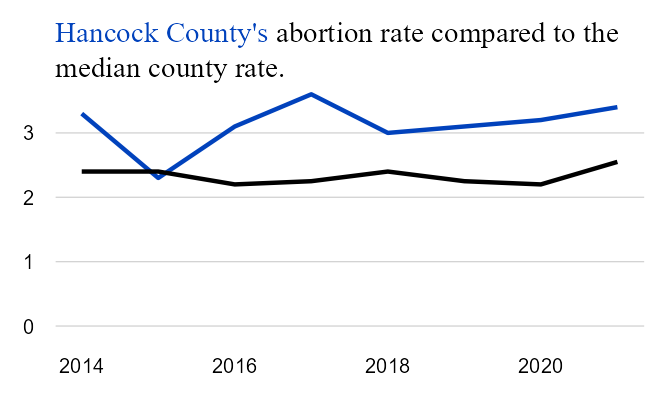 Hancock County's abortion rate compared to the
median county rate.
3
2
1
0
2014 2016 2018 2020